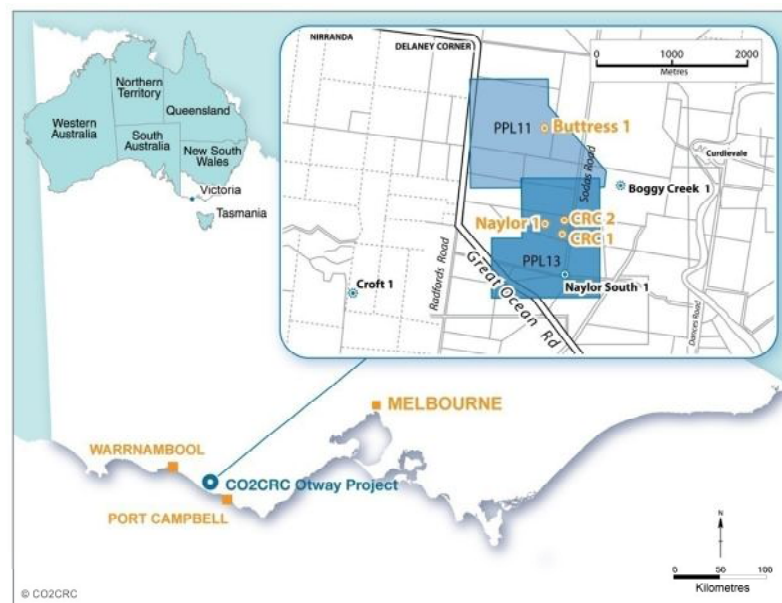 NIRRANDA
DELANEY CORNER
0 1000 2000
Metres
Northern
Territory
Queensland
Western
Australia
South
Australia
New South
Wales
Victoria
Tasmania
PPL11
Buttress 1
Sodas Road
Curdievale
Boggy Creek 1
Naylor 1
CRC 2
CRC 1
PPL13
Radfords Road
Great Ocean Rd
Croft 1
Naylor South 1
Dances Road
MELBOURNE
WARRNAMBOOL
CO2CRC Otway Project
PORT CAMPBELL
N
0 50 100
Kilometres
© CO2CRC